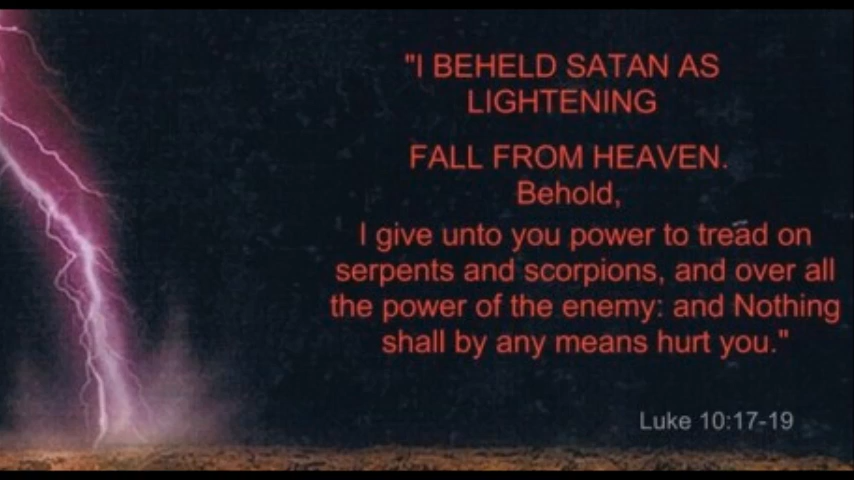 "I BEHELD SATAN AS
LIGHTENING
FALL FROM HEAVEN.
Behold,
I give unto you power to tread on
serpents and scorpions, and over all
the power of the enemy: and Nothing
shall by any means hurt you."
Luke 10:17-19